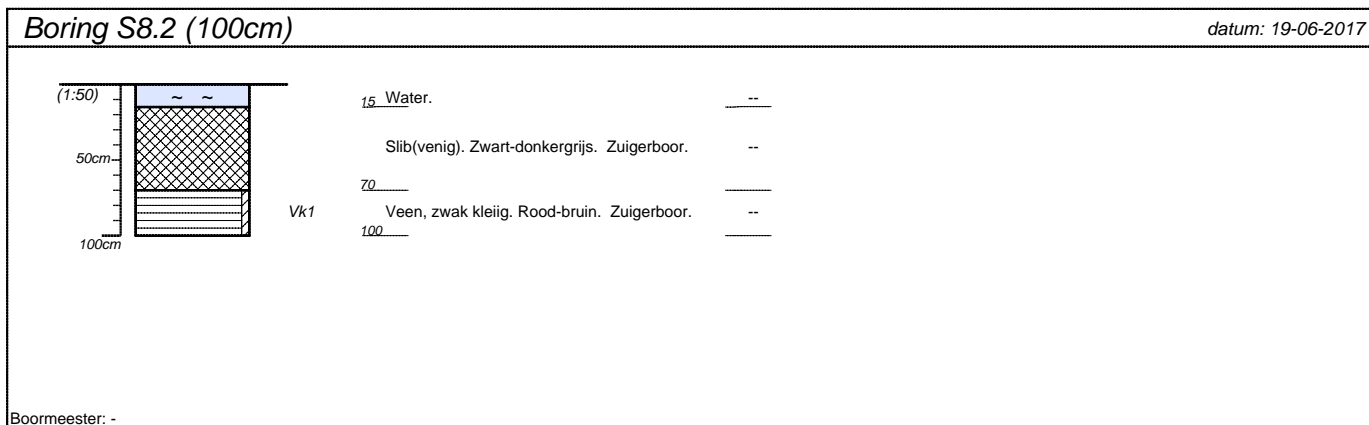 Boring S8.2 (100cm) datum: 19-06-2017
(1:50) ~ ~ 15 Water. --
50cm Slib(venig). Zwart-donkergrijs. Zuigerboor. --
70
Vk1 Veen, zwak kleiig. Rood-bruin. Zuigerboor. --
100
100cm
Boormeester: -